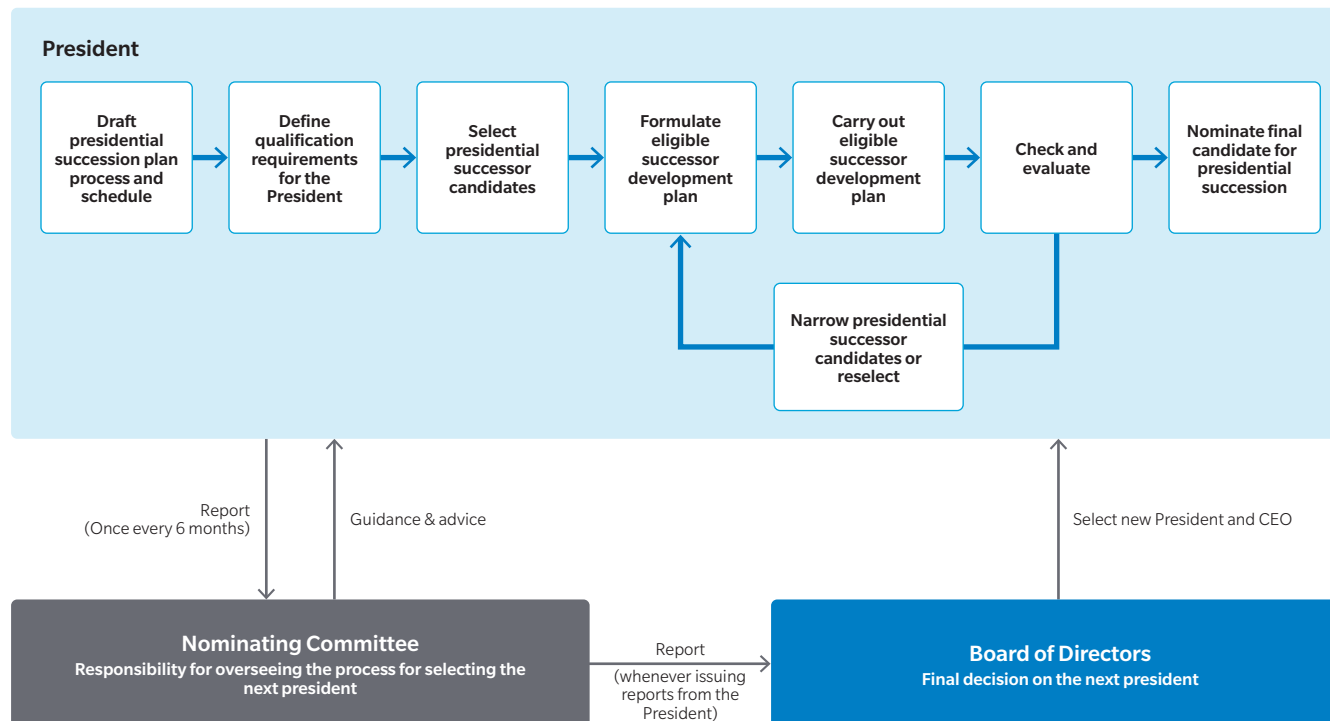 President
Draft
presidential
succession plan
process and
schedule
Define
qualification
requirements
for the
President
Select
presidential
successor
candidates
Formulate
eligible
successor
development
plan
Carry out
eligible
successor
development
plan
Check and
evaluate
Nominate final
candidate for
presidential
succession
Narrow presidential
successor
candidates or
reselect
Report
(Once every 6 months)
Guidance & advice
Select new President and CEO
Nominating Committee
Responsibility for overseeing the process for selecting the
next president
Report
(whenever issuing
reports from the
President)
Board of Directors
Final decision on the next president